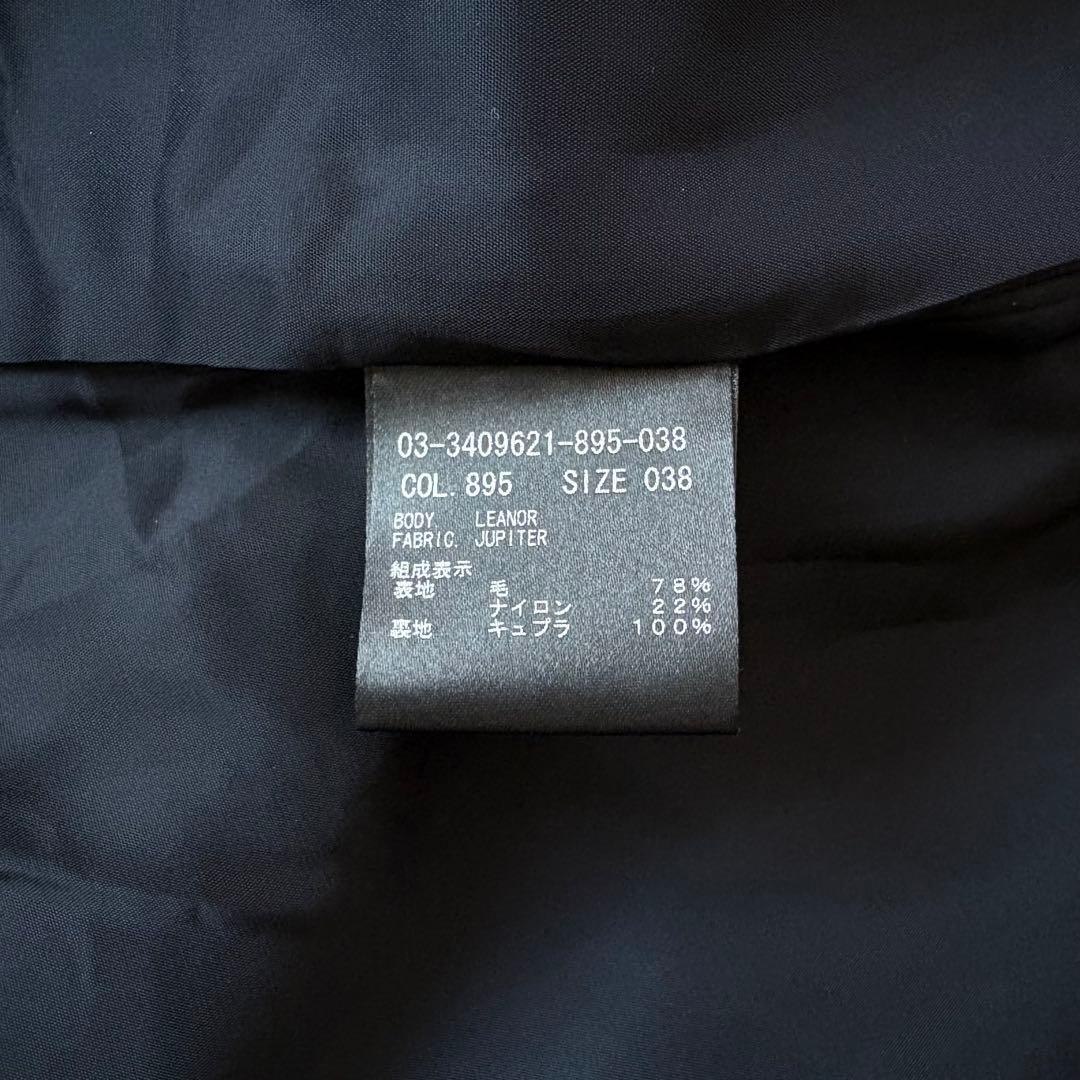 03-3409621-895-038
COL. 895 SIZE 038
BODY. LEANOR
FABRIC. JUPITER
組成表示
表地 毛 78%
ナイロン 22%
裏地 キュプラ 100%